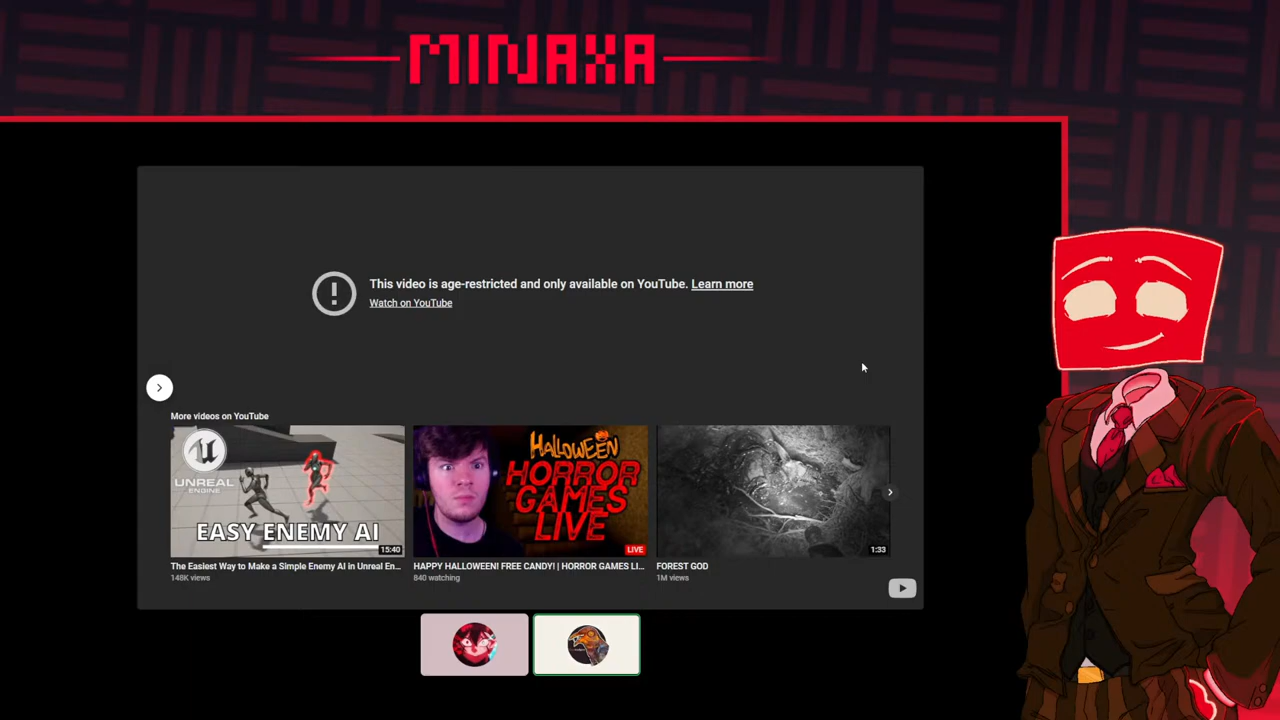 MINAXA
This video is age-restricted and only available on YouTube. Learn more
Watch on YouTube
More videos on YouTube
UNREAL
ENGINE
EASY ENEMY AI
15:40
HALLOWEEN
HORROR
GAMES
LIVE
LIVE
1:33
The Easiest Way to Make a Simple Enemy AI in Unreal En...
148K views
HAPPY HALLOWEEN! FREE CANDY! | HORROR GAMES LI...
840 watching
FOREST GOD
1M views